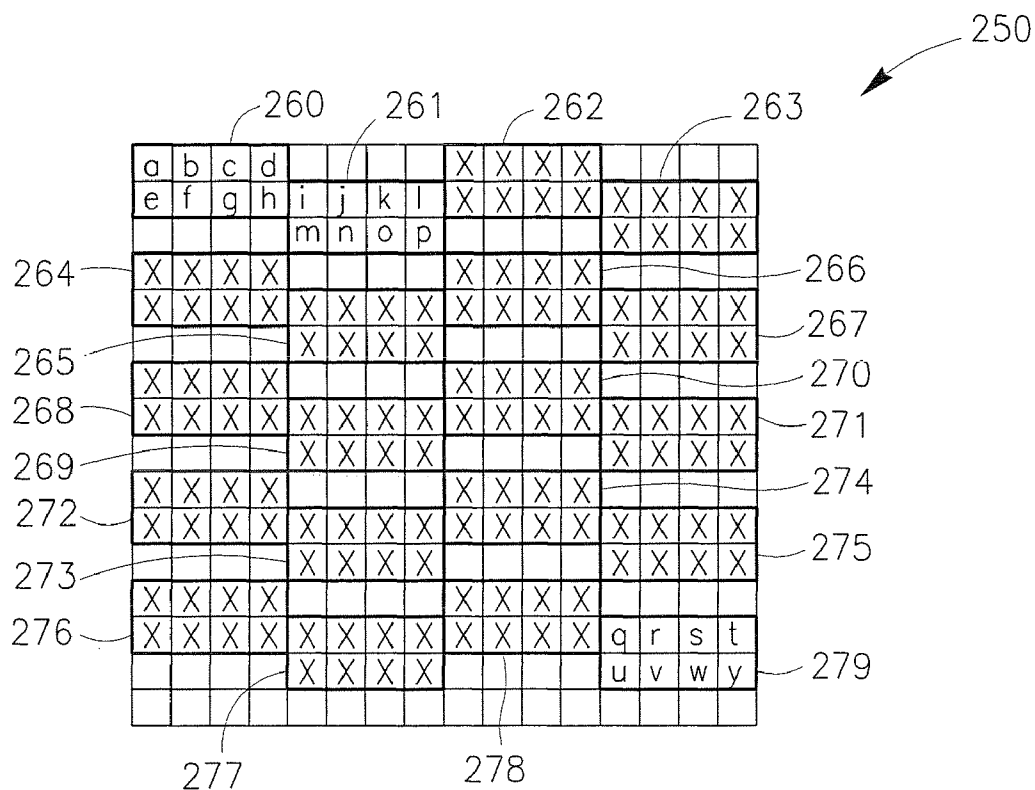 250
260 261 262 263
a b c d X X X X
e f g h i j k l X X X X X X X X
m n o p X X X X
264 X X X X X X X X 266
X X X X X X X X X X X X X X X X
265 X X X X X X X X 267
X X X X X X X X 270
268 X X X X X X X X X X X X X X X X 271
269 X X X X X X X X
X X X X X X X X 274
272 X X X X X X X X X X X X X X X X
273 X X X X X X X X 275
X X X X X X X X
276 X X X X X X X X X X X X q r s t
X X X X u v w y 279
277 278